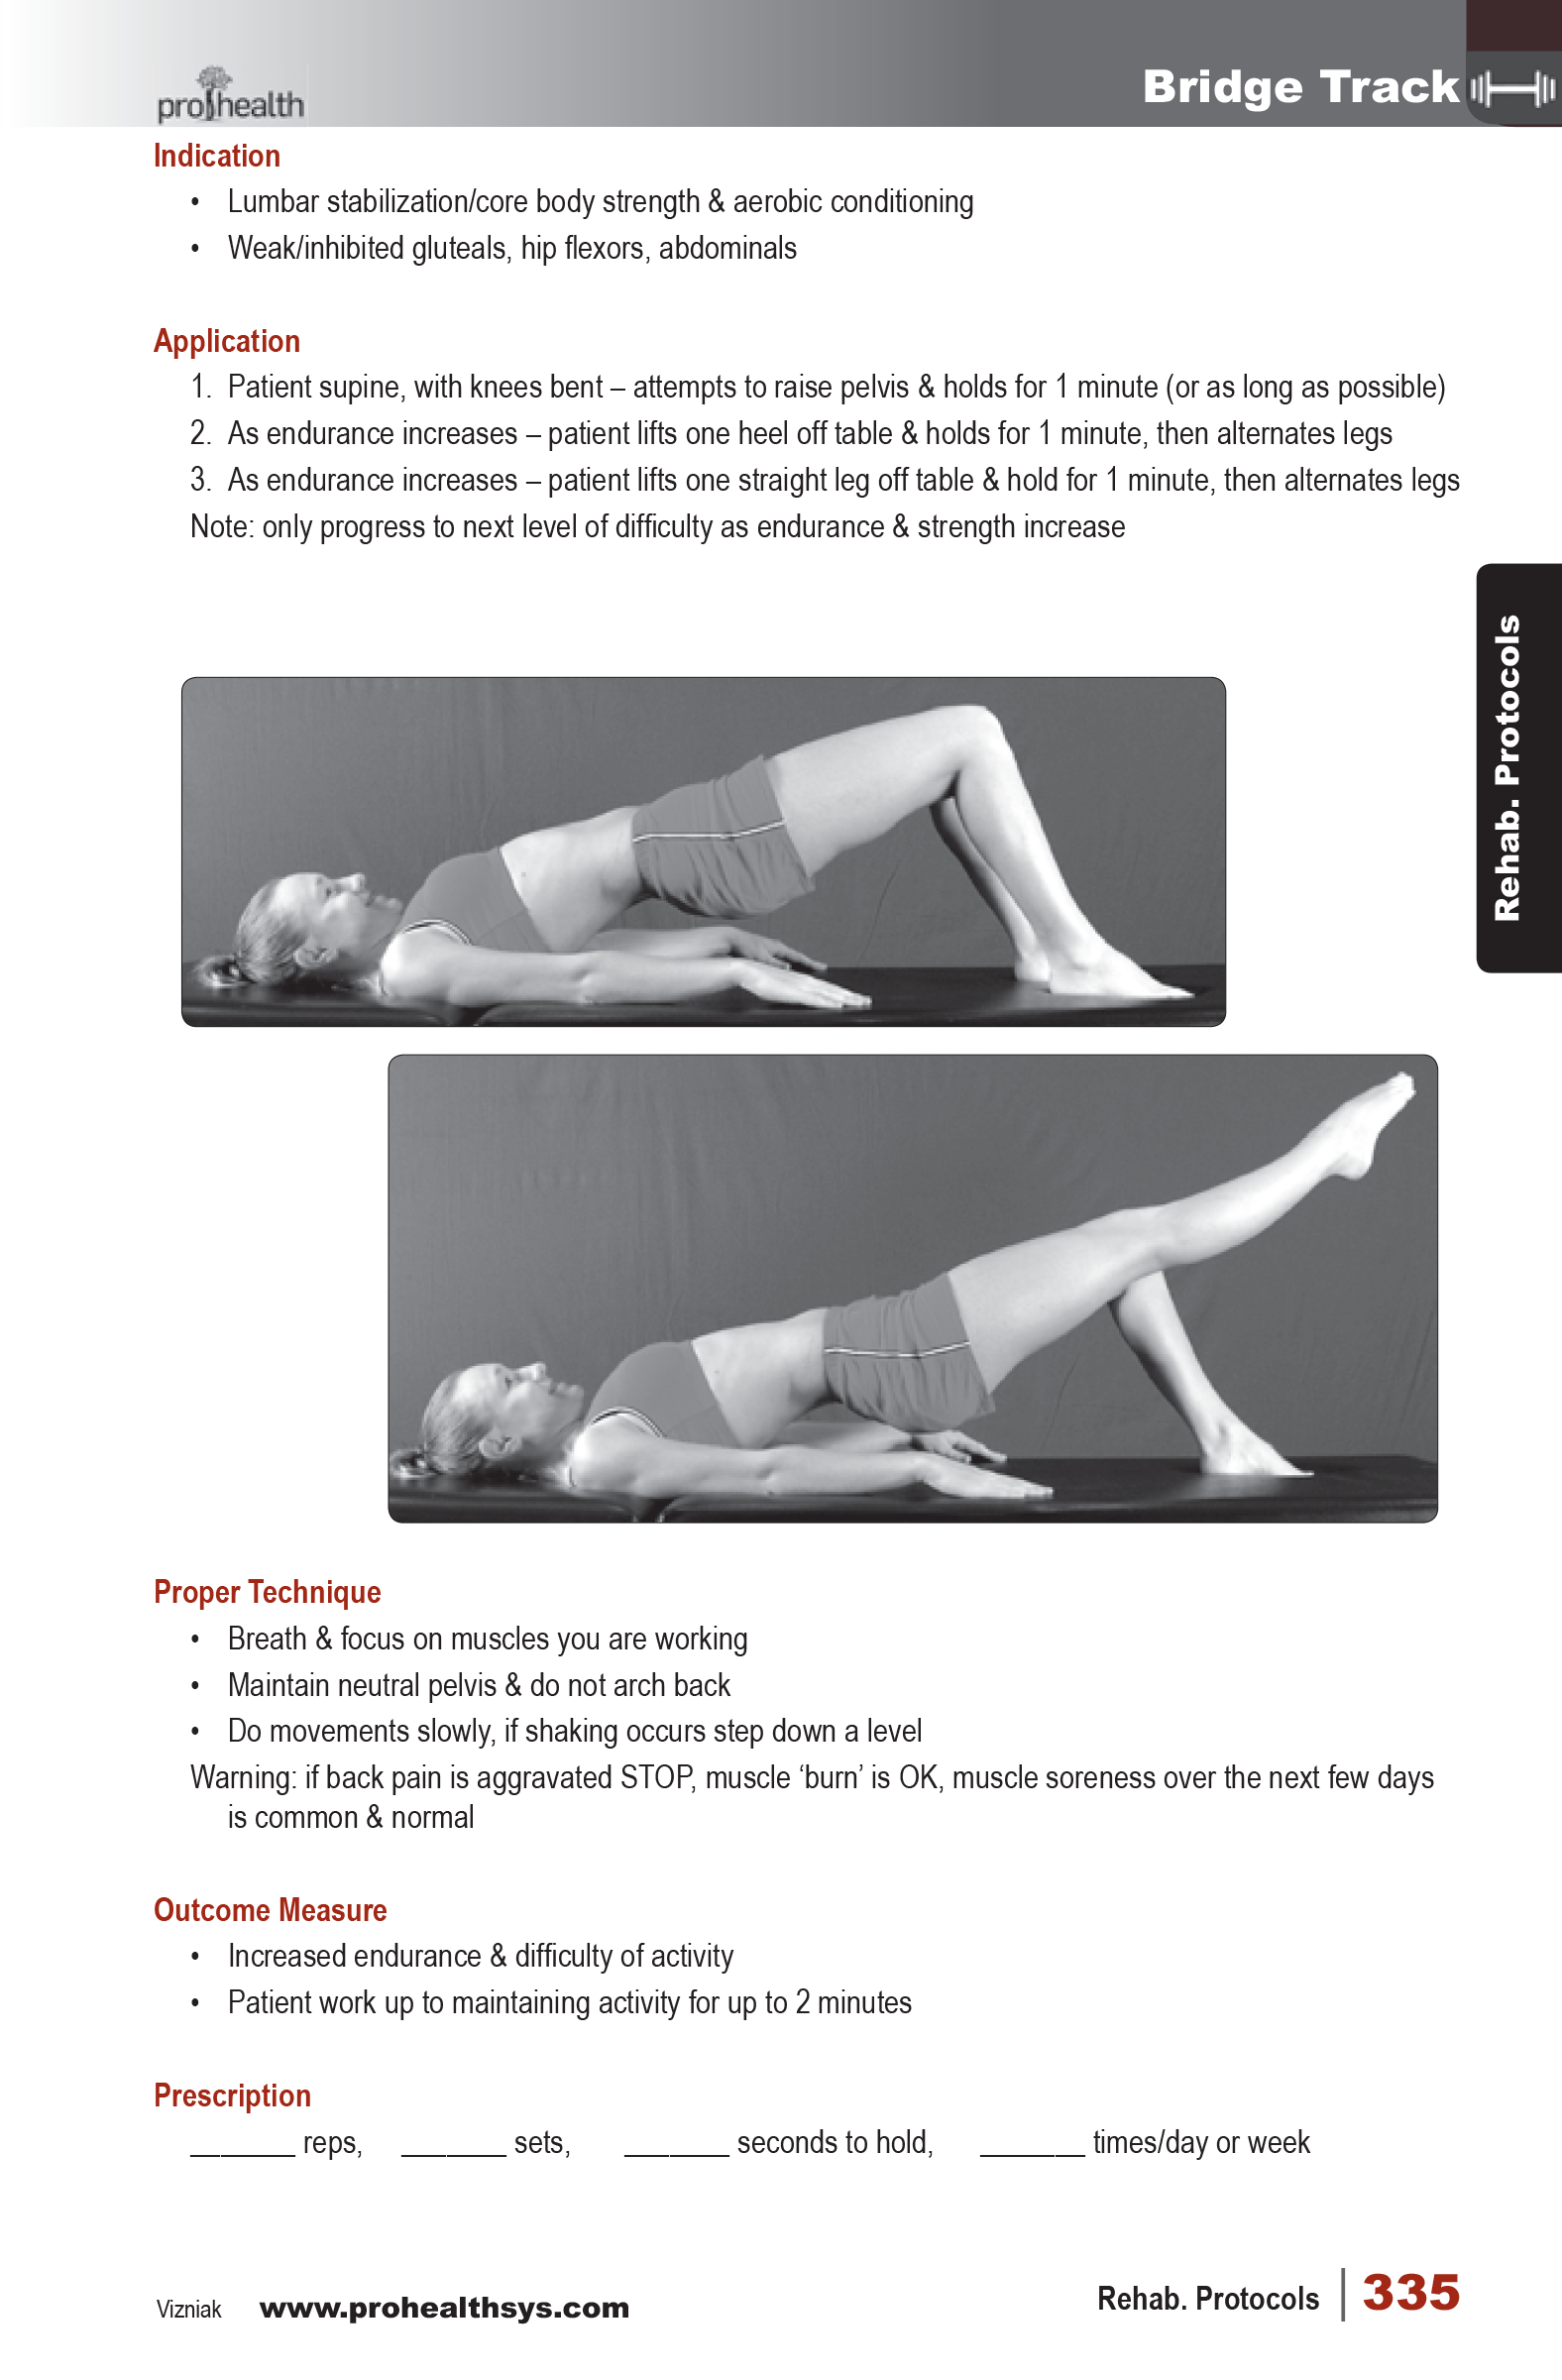 prohealth
Bridge Track
Indication
• Lumbar stabilization/core body strength & aerobic conditioning
• Weak/inhibited gluteals, hip flexors, abdominals
Application
1. Patient supine, with knees bent – attempts to raise pelvis & holds for 1 minute (or as long as possible)
2. As endurance increases – patient lifts one heel off table & holds for 1 minute, then alternates legs
3. As endurance increases – patient lifts one straight leg off table & hold for 1 minute, then alternates legs
Note: only progress to next level of difficulty as endurance & strength increase
Rehab. Protocols
Proper Technique
• Breath & focus on muscles you are working
• Maintain neutral pelvis & do not arch back
• Do movements slowly, if shaking occurs step down a level
Warning: if back pain is aggravated STOP, muscle ‘burn’ is OK, muscle soreness over the next few days
is common & normal
Outcome Measure
• Increased endurance & difficulty of activity
• Patient work up to maintaining activity for up to 2 minutes
Prescription
_______ reps, _______ sets, _______ seconds to hold, _______ times/day or week
Vizniak www.prohealthsys.com
Rehab. Protocols 335